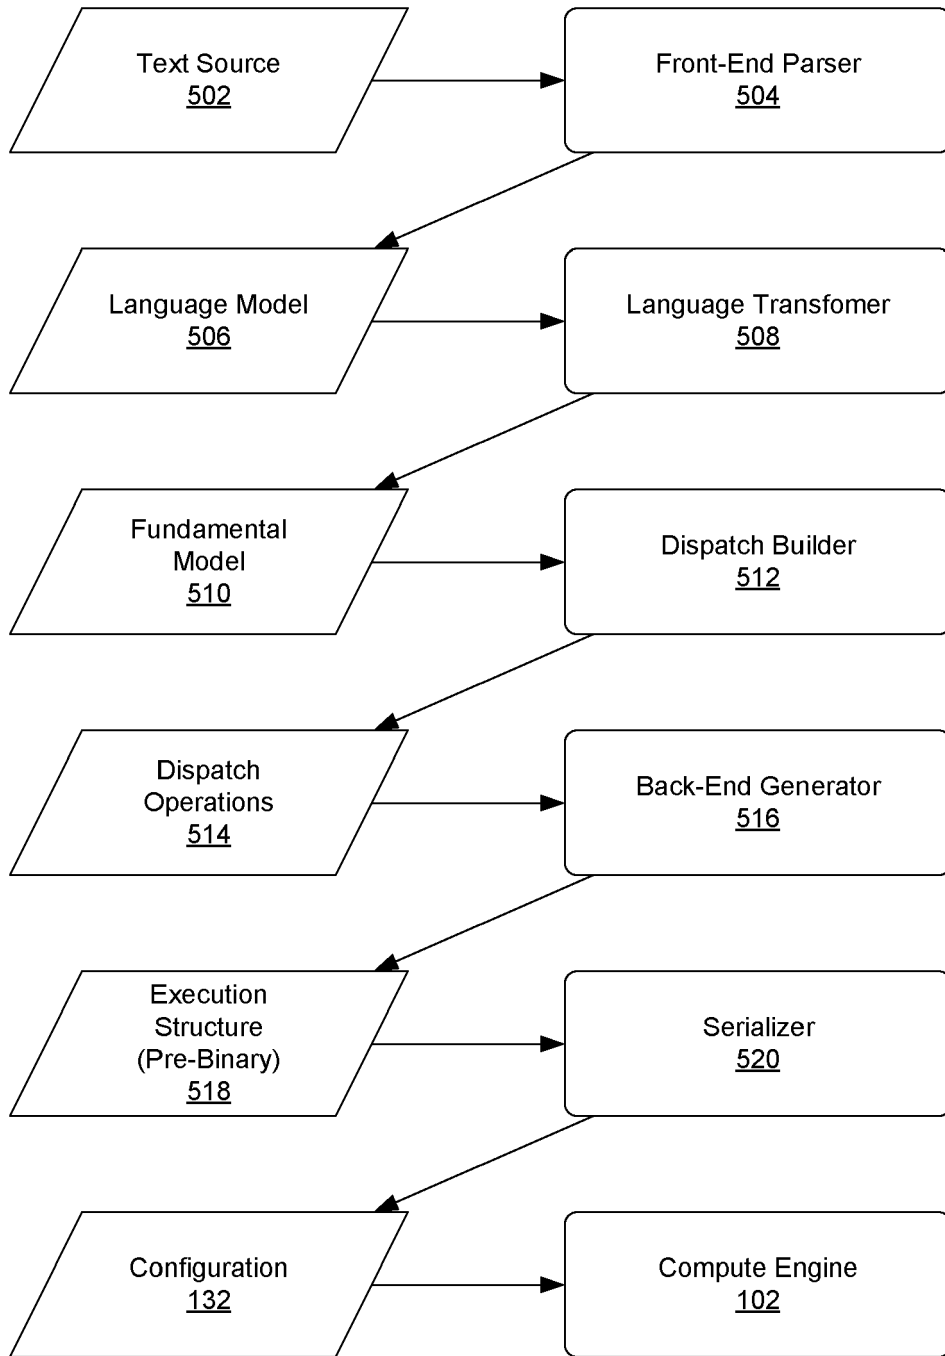 Text Source
502
Front-End Parser
504
Language Model
506
Language Transfomer
508
Fundamental
Model
510
Dispatch Builder
512
Dispatch
Operations
514
Back-End Generator
516
Execution
Structure
(Pre-Binary)
518
Serializer
520
Configuration
132
Compute Engine
102